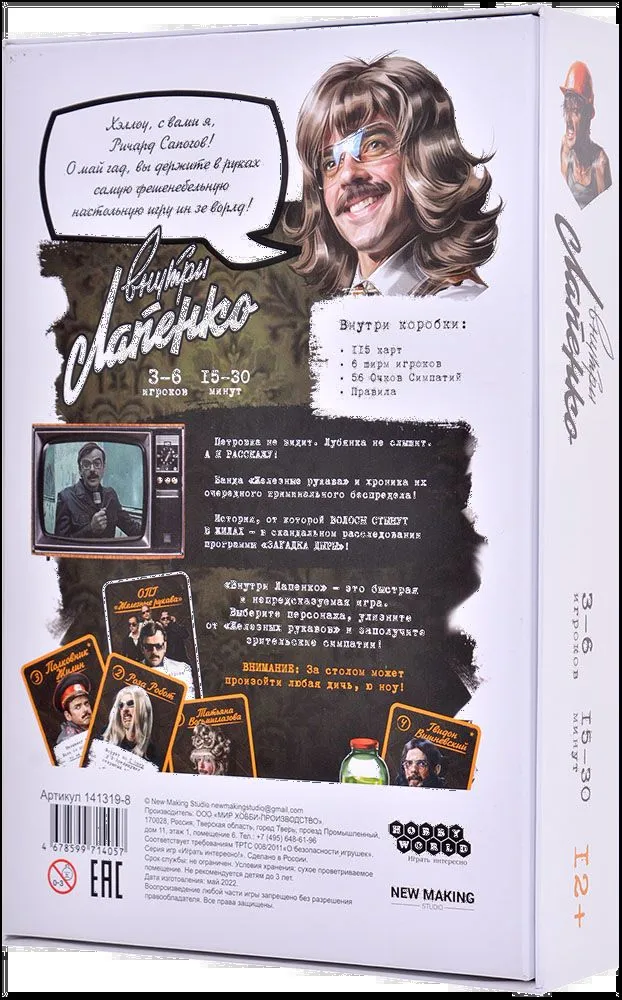 Хэллоу, с вами я,
Ричард Сапогов!
О май гад, вы держите в руках
самую фешенебельную
настольную игру ин зе ворлд!
внутри
Лапенко
3-6 15-30
игроков минут
Внутри коробки:
• 115 карт
• 6 ширм игроков
• 56 Очков Симпатий
• Правила
Петровка не видит. Лубянка не слышит.
А Я РАССКАЖУ!
Банда «Железные рукава» и хроника их
очередного криминального беспредела!
История, от которой ВОЛОСЫ СТЫНУТ
В ЖИЛАХ – в скандальном расследовании
программы «ЗАГАДКА ДЫРЫ»!
«Внутри Лапенко» - это быстрая
и непредсказуемая игра.
Выберите персонажа, улизните
от «Железных рукавов» и заполучите
зрительские симпатии!
ВНИМАНИЕ: За столом может
произойти любая дичь, ю ноу!
ОПГ
«Железные рукава»
3 Полковник
Жилин
2 Роза Робот
Татьяна
Восьмиглазова
4 Гвидон
Вишневский
Артикул 141319-8
4 678599 714057
0-3
EAC
© New Making Studio newmakingstudio@gmail.com
Производитель: ООО «МИР ХОББИ-ПРОИЗВОДСТВО».
170028, Россия, Тверская область, город Тверь, проезд Промышленный,
дом 11, этаж 1, помещение 6. Тел.: +7 (495) 648-61-96
Соответствует требованиям ТРТС 008/2011«О безопасности игрушек».
Серия игр «Играть интересно!». Сделано в России.
Срок службы: не ограничен. Условия хранения: сухое проветриваемое
помещение. Не рекомендуется детям до 3 лет.
Дата изготовления: май 2022.
Воспроизведение любой части игры запрещено без разрешения
правообладателя. Все права защищены.
HOBBY
WORLD
Играть интересно
NEW MAKING
STUDIO
внутри
Лапенко
3-6
игроков
15-30
минут
12+